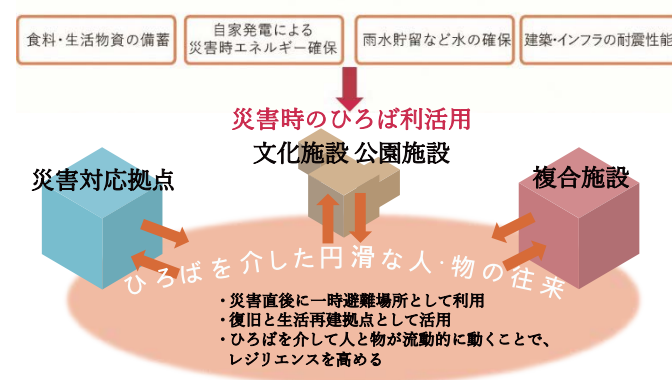 食料・生活物資の備蓄
自家発電による
災害時エネルギー確保
雨水貯留など水の確保
建築・インフラの耐震性能
災害時のひろば利活用
文化施設 公園施設
災害対応拠点
複合施設
ひろばを介した円滑な人・物の往来
・災害直後に一時避難場所として利用
・復旧と生活再建拠点として活用
・ひろばを介して人と物が流動的に動くことで、
レジリエンスを高める